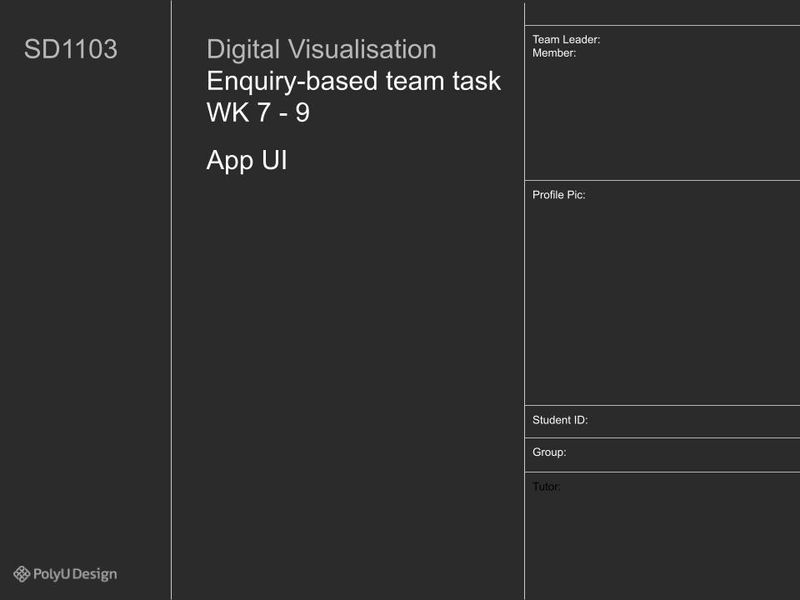 SD1103
Digital Visualisation
Enquiry-based team task
WK 7 - 9
App UI
Team Leader:
Member:
Profile Pic:
Student ID:
Group:
Tutor:
PolyU Design